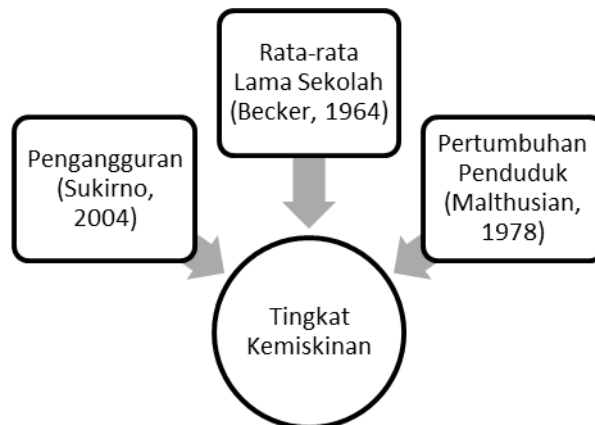 Rata-rata
Lama Sekolah
(Becker, 1964)
Pengangguran
(Sukirno,
2004)
Pertumbuhan
Penduduk
(Malthusian,
1978)
Tingkat
Kemiskinan